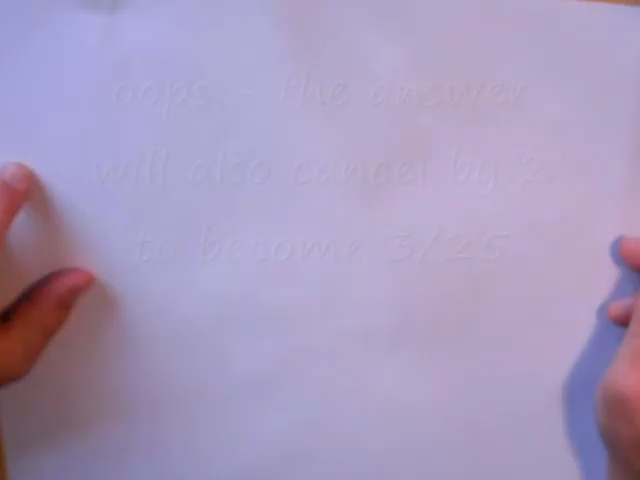 oops - the answer
will also cancel by 2
to become 3/25